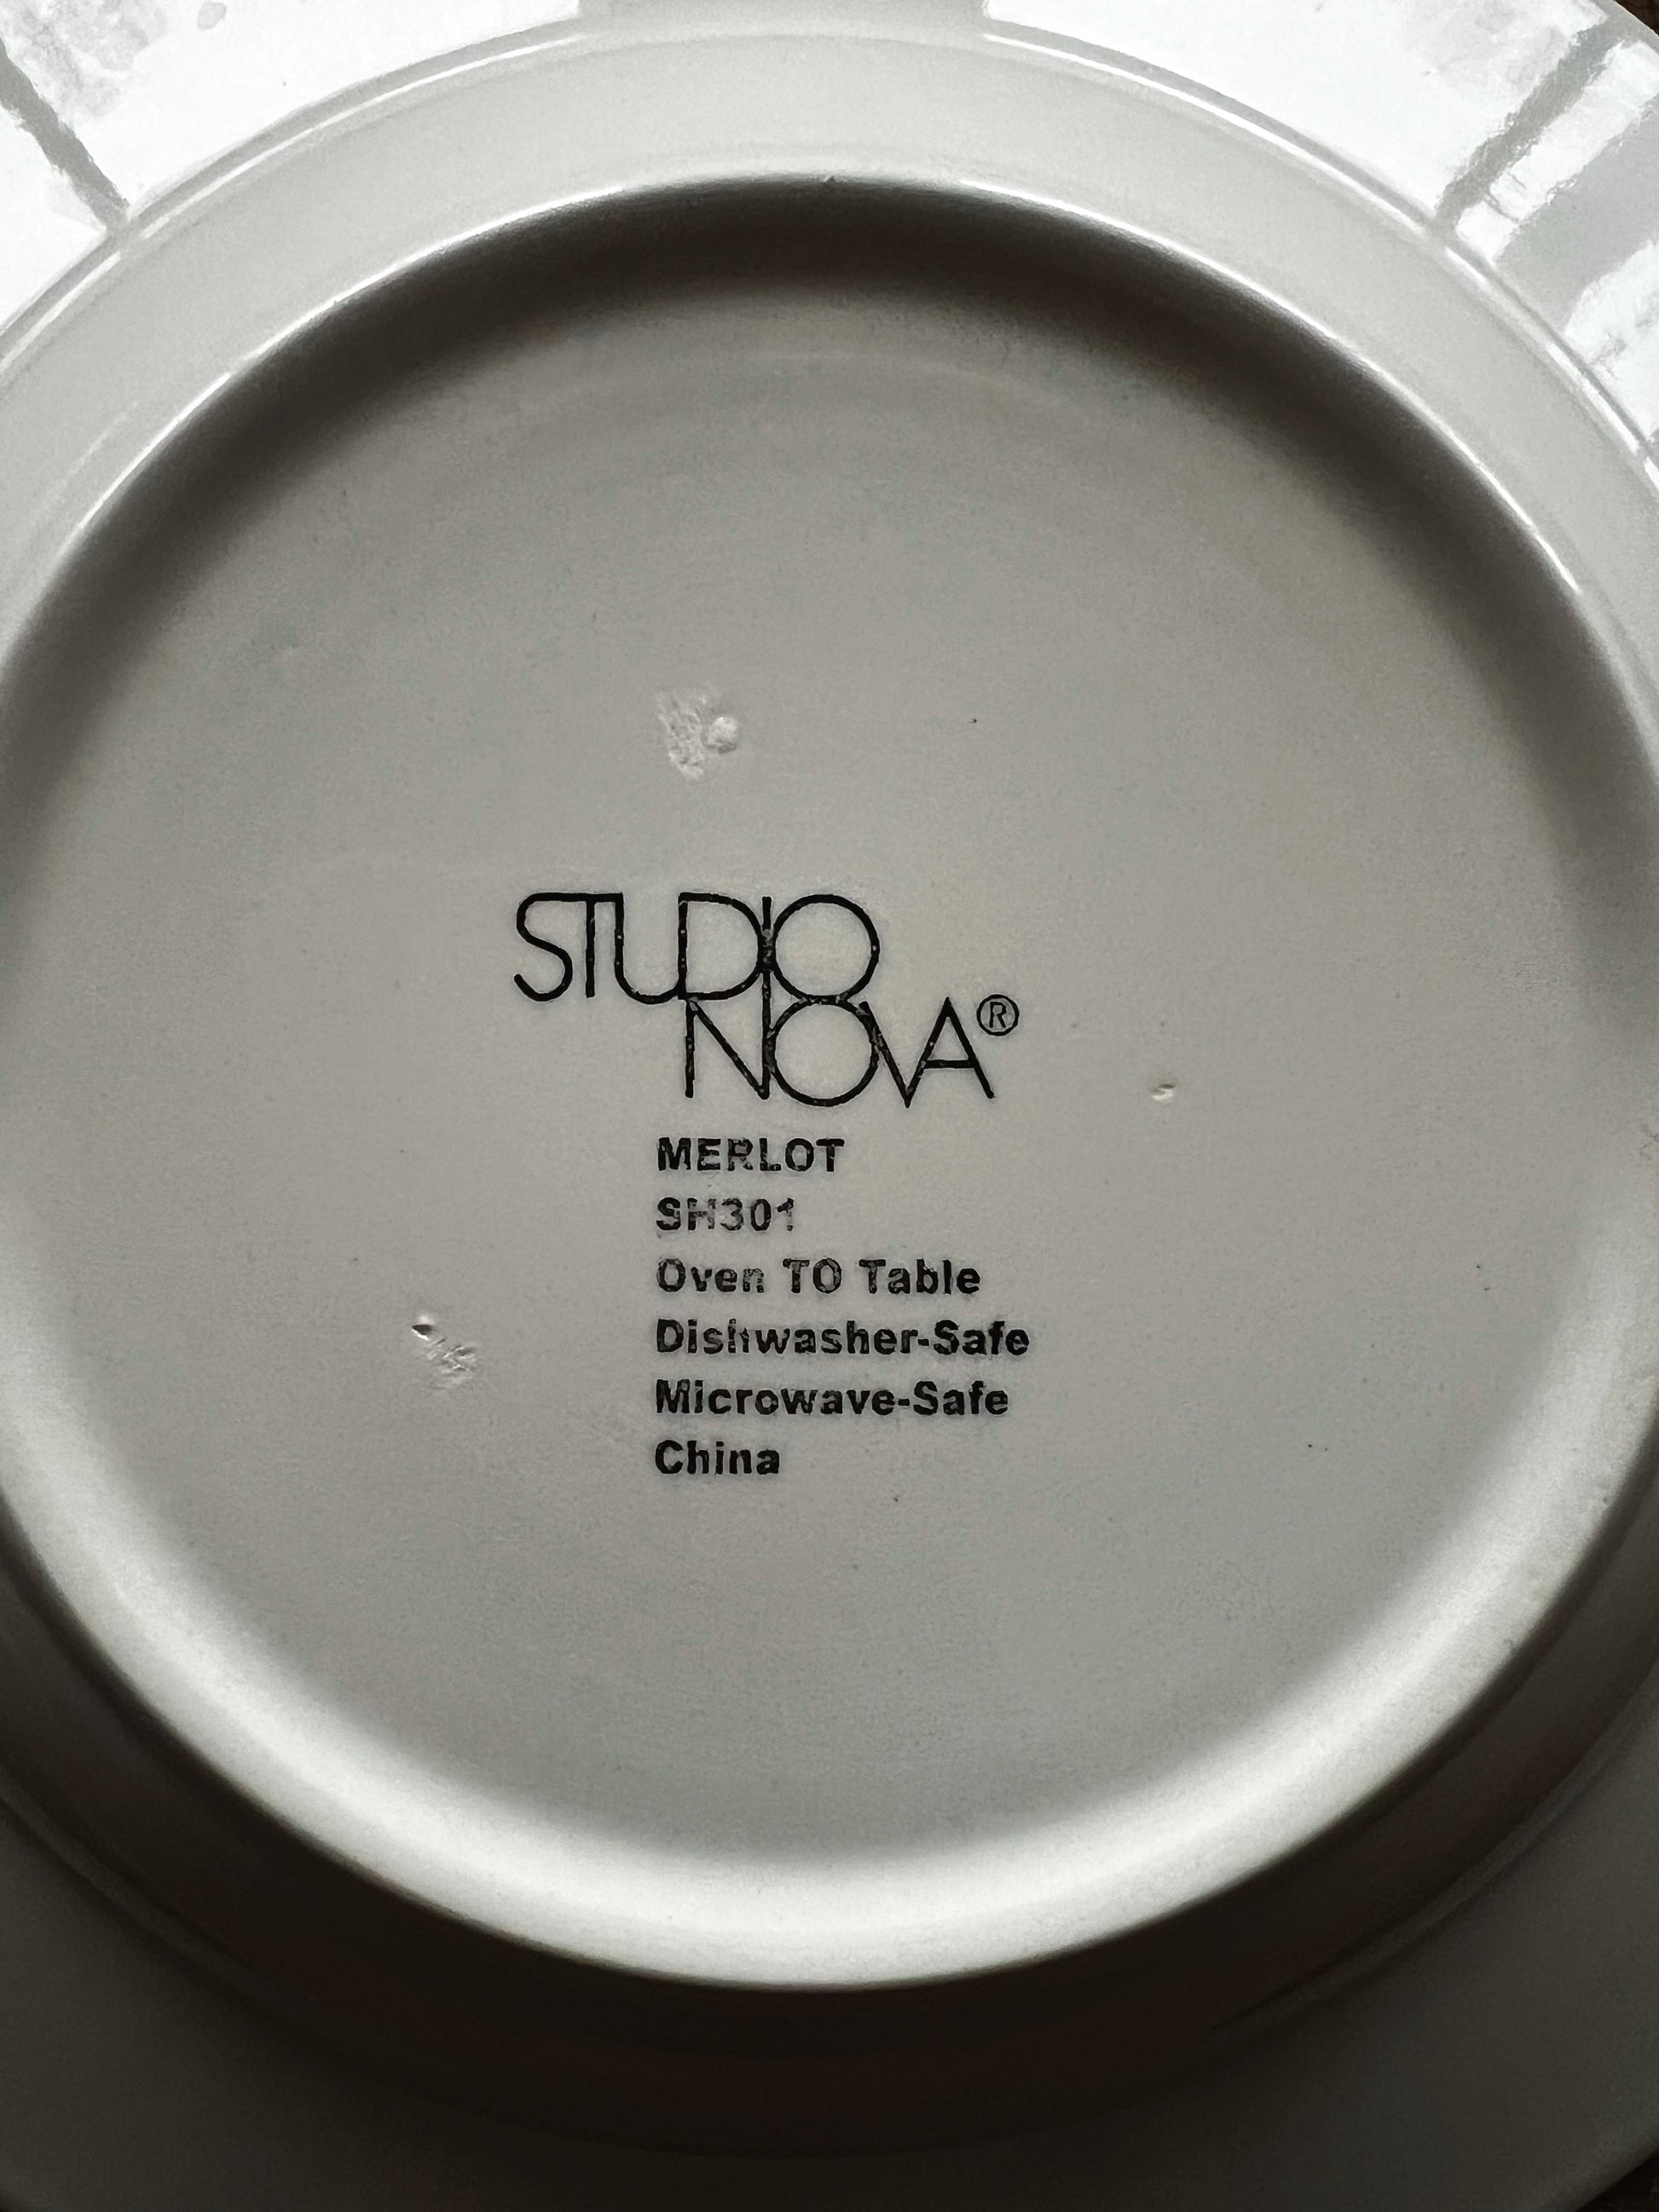 STUDIO
NOVA®
MERLOT
SH301
Oven TO Table
Dishwasher-Safe
Microwave-Safe
China